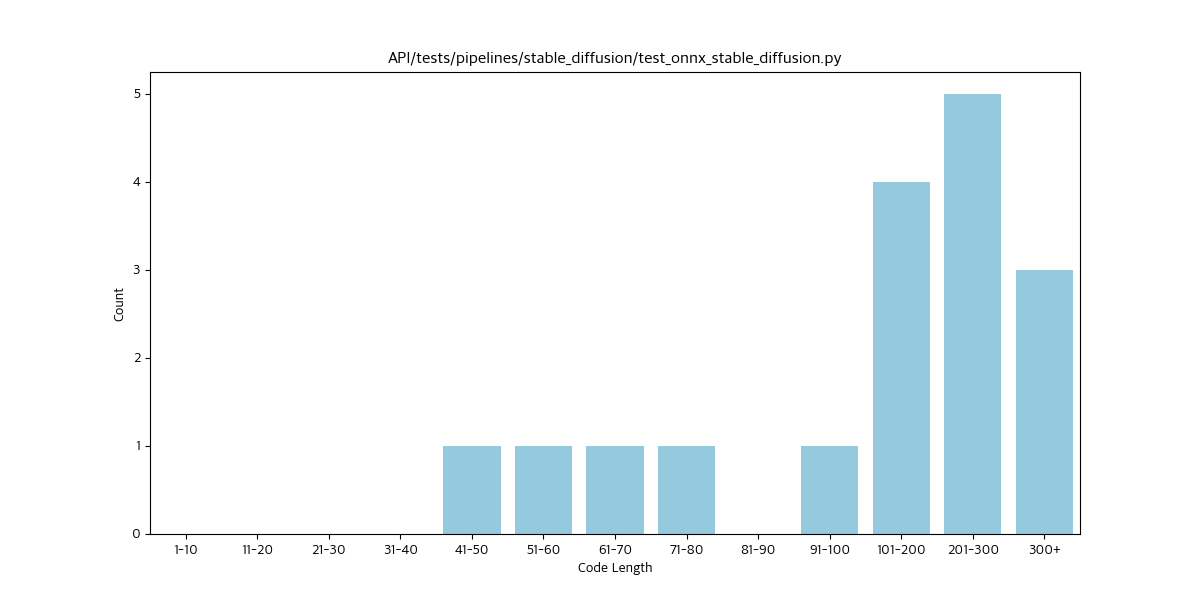 API/tests/pipelines/stable_diffusion/test_onnx_stable_diffusion.py
5
4
3
2
1
0
Count
1-10 11-20 21-30 31-40 41-50 51-60 61-70 71-80 81-90 91-100 101-200 201-300 300+
Code Length